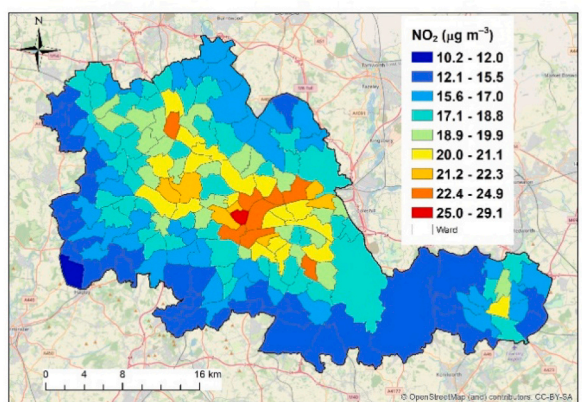 N
NO₂ (μg m⁻³)
10.2 - 12.0
12.1 - 15.5
15.6 - 17.0
17.1 - 18.8
18.9 - 19.9
20.0 - 21.1
21.2 - 22.3
22.4 - 24.9
25.0 - 29.1
Ward
0 4 8 16 km
© OpenStreetMap (and) contributors, CC-BY-SA